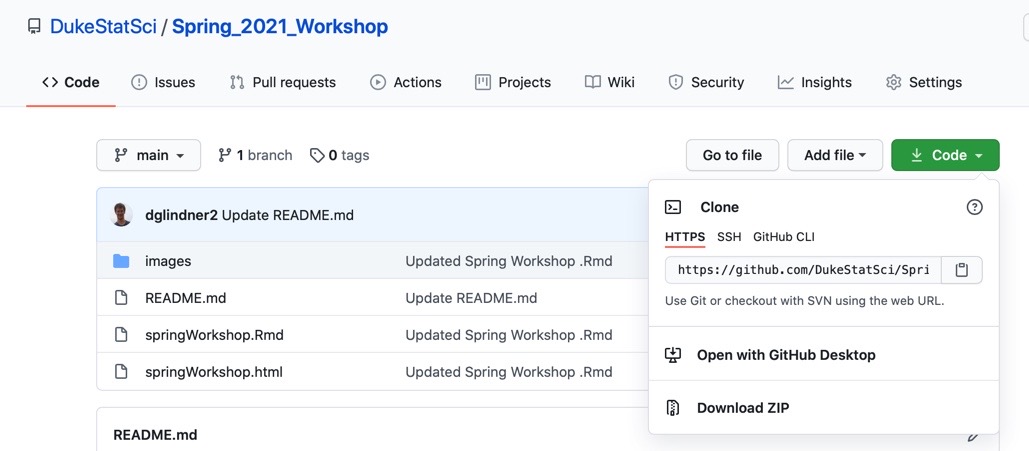 DukeStatSci / Spring_2021_Workshop
Code Issues Pull requests Actions Projects Wiki Security Insights Settings
main 1 branch 0 tags Go to file Add file Code
dglindner2 Update README.md
images Updated Spring Workshop .Rmd
README.md Update README.md
springWorkshop.Rmd Updated Spring Workshop .Rmd
springWorkshop.html Updated Spring Workshop .Rmd
README.md
Clone
HTTPS SSH GitHub CLI
https://github.com/DukeStatSci/Spri
Use Git or checkout with SVN using the web URL.
Open with GitHub Desktop
Download ZIP